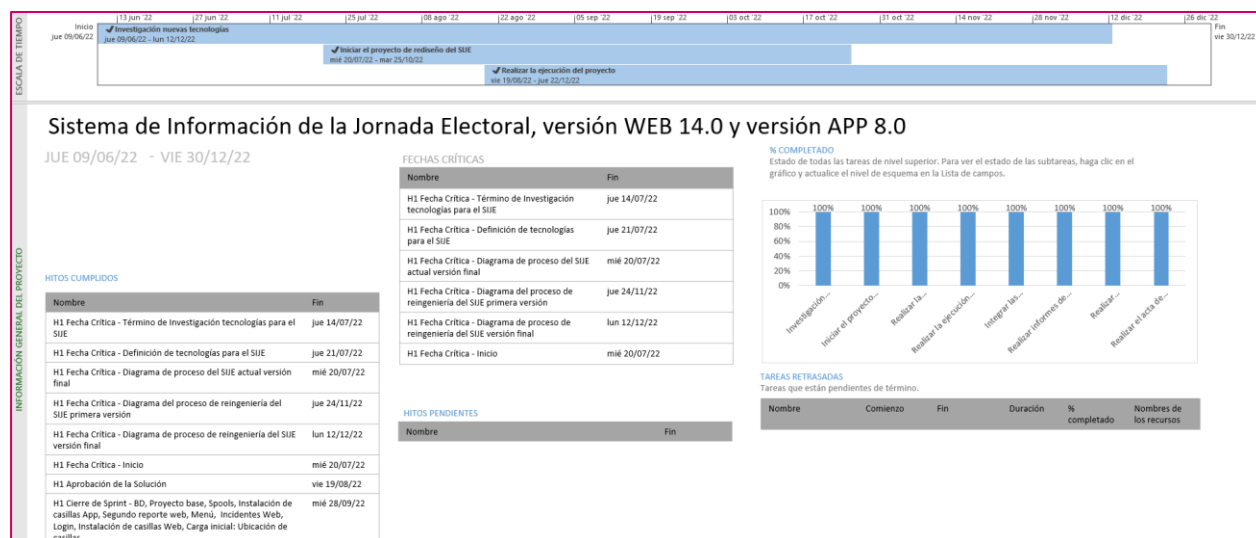 13 jun '22
27 jun '22
11 jul '22
25 jul '22
08 ago '22
22 ago '22
05 sep '22
19 sep '22
03 oct '22
17 oct '22
31 oct '22
14 nov '22
28 nov '22
12 dic '22
26 dic '22
ESCALA DE TIEMPO
Inicio
jue 09/06/22
Investigación nuevas tecnologías
jue 09/06/22 - lun 12/12/22
Iniciar el proyecto de rediseño del SIJE
mié 20/07/22 - mar 25/10/22
Realizar la ejecución del proyecto
vie 19/08/22 - jue 22/12/22
Fin
vie 30/12/22
INFORMACIÓN GENERAL DEL PROYECTO
Sistema de Información de la Jornada Electoral, versión WEB 14.0 y versión APP 8.0
JUE 09/06/22 - VIE 30/12/22
HITOS CUMPLIDOS
Nombre Fin
H1 Fecha Crítica - Término de Investigación tecnologías para el jue 14/07/22
SIJE
H1 Fecha Crítica - Definición de tecnologías para el SIJE jue 21/07/22
H1 Fecha Crítica - Diagrama de proceso del SIJE actual versión mié 20/07/22
final
H1 Fecha Crítica - Diagrama del proceso de reingeniería del jue 24/11/22
SIJE primera versión
H1 Fecha Crítica - Diagrama de proceso de reingeniería del SIJE lun 12/12/22
versión final
H1 Fecha Crítica - Inicio mié 20/07/22
H1 Aprobación de la Solución vie 19/08/22
H1 Cierre de Sprint - BD, Proyecto base, Spools, Instalación de mié 28/09/22
casillas App, Segundo reporte web, Menú, Incidentes Web,
Login, Instalación de casillas Web, Carga inicial: Ubicación de
casillas
FECHAS CRÍTICAS
Nombre Fin
H1 Fecha Crítica - Término de Investigación jue 14/07/22
tecnologías para el SIJE
H1 Fecha Crítica - Definición de tecnologías jue 21/07/22
para el SIJE
H1 Fecha Crítica - Diagrama de proceso del SIJE mié 20/07/22
actual versión final
H1 Fecha Crítica - Diagrama del proceso de jue 24/11/22
reingeniería del SIJE primera versión
H1 Fecha Crítica - Diagrama de proceso de lun 12/12/22
reingeniería del SIJE versión final
H1 Fecha Crítica - Inicio mié 20/07/22
HITOS PENDIENTES
Nombre Fin
% COMPLETADO
Estado de todas las tareas de nivel superior. Para ver el estado de las subtareas, haga clic en el
gráfico y actualice el nivel de esquema en la Lista de campos.
100% 100% 100% 100% 100% 100% 100% 100%
100%
80%
60%
40%
20%
0%
Investigación...
Iniciar el proyecto...
Realizar la...
Realizar la ejecución...
Integrar las...
Realizar informes de...
Realizar...
Realizar el acta de...
TAREAS RETRASADAS
Tareas que están pendientes de término.
Nombre Comienzo Fin Duración % completado Nombres de los recursos